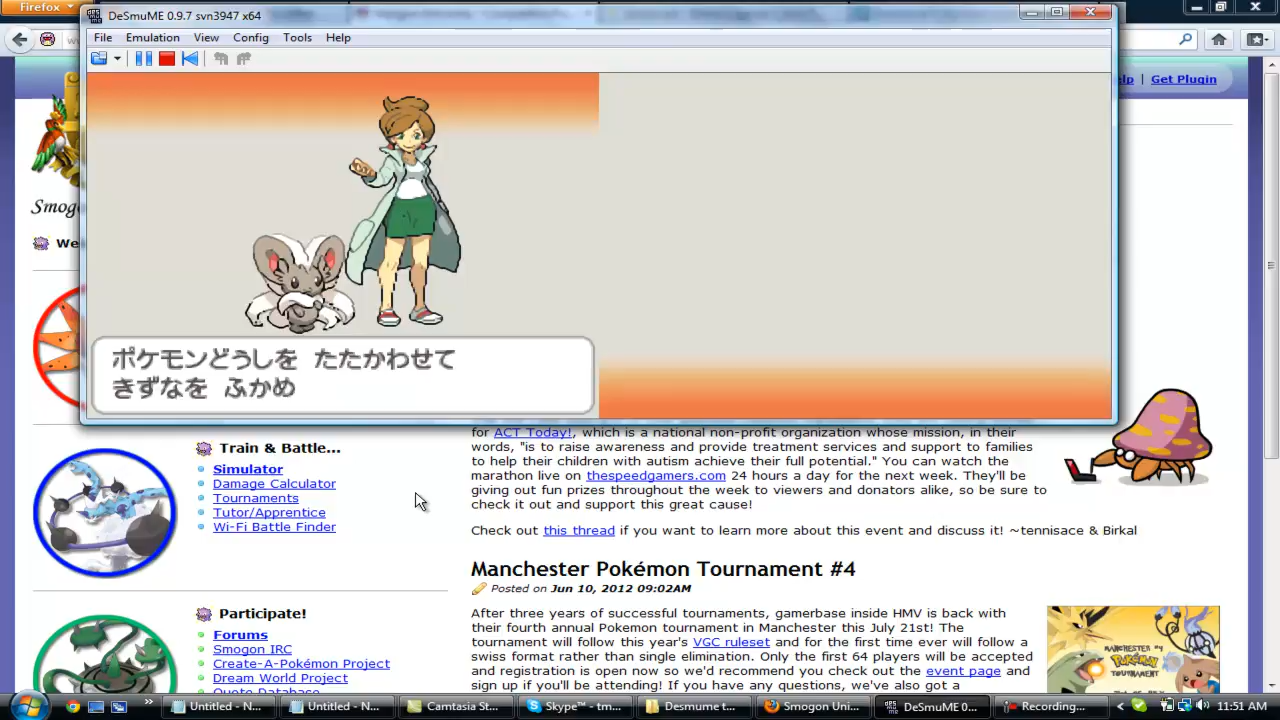 Firefox
DeSmuME 0.9.7 svn3947 x64
File Emulation View Config Tools Help
lp | Get Plugin
Smogo
We
ポケモンどうしを たたかわせて
きずなを ふかめ
for ACT Today!, which is a national non-profit organization whose mission, in their
words, "is to raise awareness and provide treatment services and support to families
to help their children with autism achieve their full potential." You can watch the
marathon live on thespeedgamers.com 24 hours a day for the next week. They'll be
giving out fun prizes throughout the week to viewers and donators alike, so be sure to
check it out and support this great cause!
Check out this thread if you want to learn more about this event and discuss it! ~tennisace & Birkal
Train & Battle...
Simulator
Damage Calculator
Tournaments
Tutor/Apprentice
Wi-Fi Battle Finder
Manchester Pokémon Tournament #4
Posted on Jun 10, 2012 09:02AM
After three years of successful tournaments, gamerbase inside HMV is back with
their fourth annual Pokemon tournament in Manchester this July 21st! The
tournament will follow this year's VGC ruleset and for the first time ever will follow a
swiss format rather than single elimination. Only the first 64 players will be accepted
and registration is open now so we'd recommend you check out the event page and
sign up if you'll be attending! If you have any questions, we've also got a
MANCHESTER #4
POKÉMON
TOURNAMENT
Participate!
Forums
Smogon IRC
Create-A-Pokémon Project
Dream World Project
Quote Database
Untitled - N... Untitled - N... Camtasia St... Skype™ - tm... Desmume t... Smogon Uni... DeSmuME 0... Recording... 11:51 AM